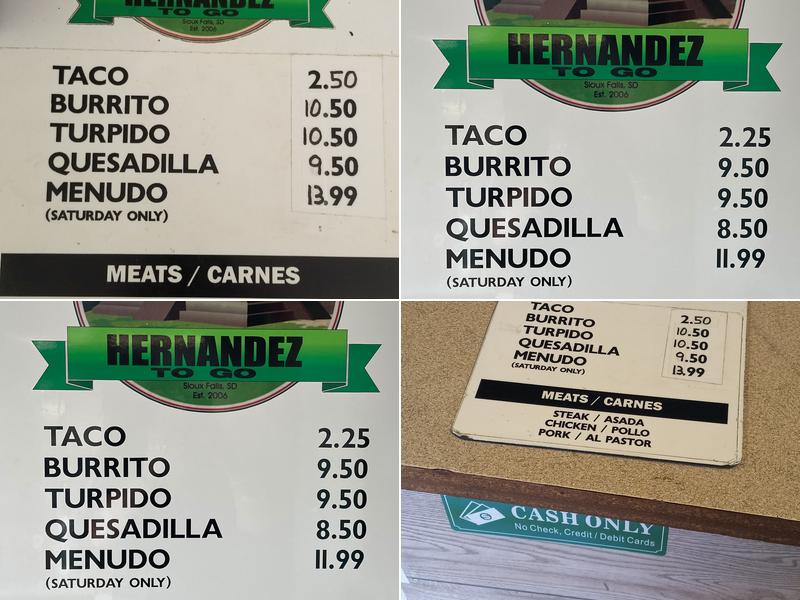 HERNANDEZ
TO GO
Sioux Falls, SD
Est. 2006
TACO 2.50
BURRITO 10.50
TURPIDO 10.50
QUESADILLA 9.50
MENUDO 13.99
(SATURDAY ONLY)
MEATS / CARNES
HERNANDEZ
TO GO
Sioux Falls, SD
Est. 2006
TACO 2.25
BURRITO 9.50
TURPIDO 9.50
QUESADILLA 8.50
MENUDO 11.99
(SATURDAY ONLY)
HERNANDEZ
TO GO
Sioux Falls, SD
Est. 2006
TACO 2.25
BURRITO 9.50
TURPIDO 9.50
QUESADILLA 8.50
MENUDO 11.99
(SATURDAY ONLY)
TACO 2.50
BURRITO 10.50
TURPIDO 10.50
QUESADILLA 9.50
MENUDO 13.99
(SATURDAY ONLY)
MEATS / CARNES
STEAK / ASADA
CHICKEN / POLLO
PORK / AL PASTOR
CASH ONLY
No Check, Credit / Debit Cards